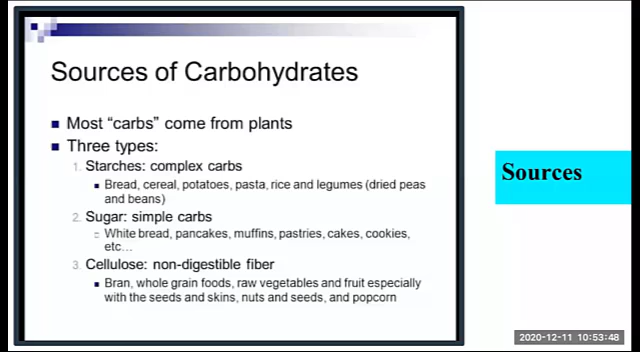 Sources of Carbohydrates
Most “carbs” come from plants
Three types:
1. Starches: complex carbs
Bread, cereal, potatoes, pasta, rice and legumes (dried peas
and beans)
2. Sugar: simple carbs
White bread, pancakes, muffins, pastries, cakes, cookies,
etc…
3. Cellulose: non-digestible fiber
Bran, whole grain foods, raw vegetables and fruit especially
with the seeds and skins, nuts and seeds, and popcorn
Sources
2020-12-11 10:53:48